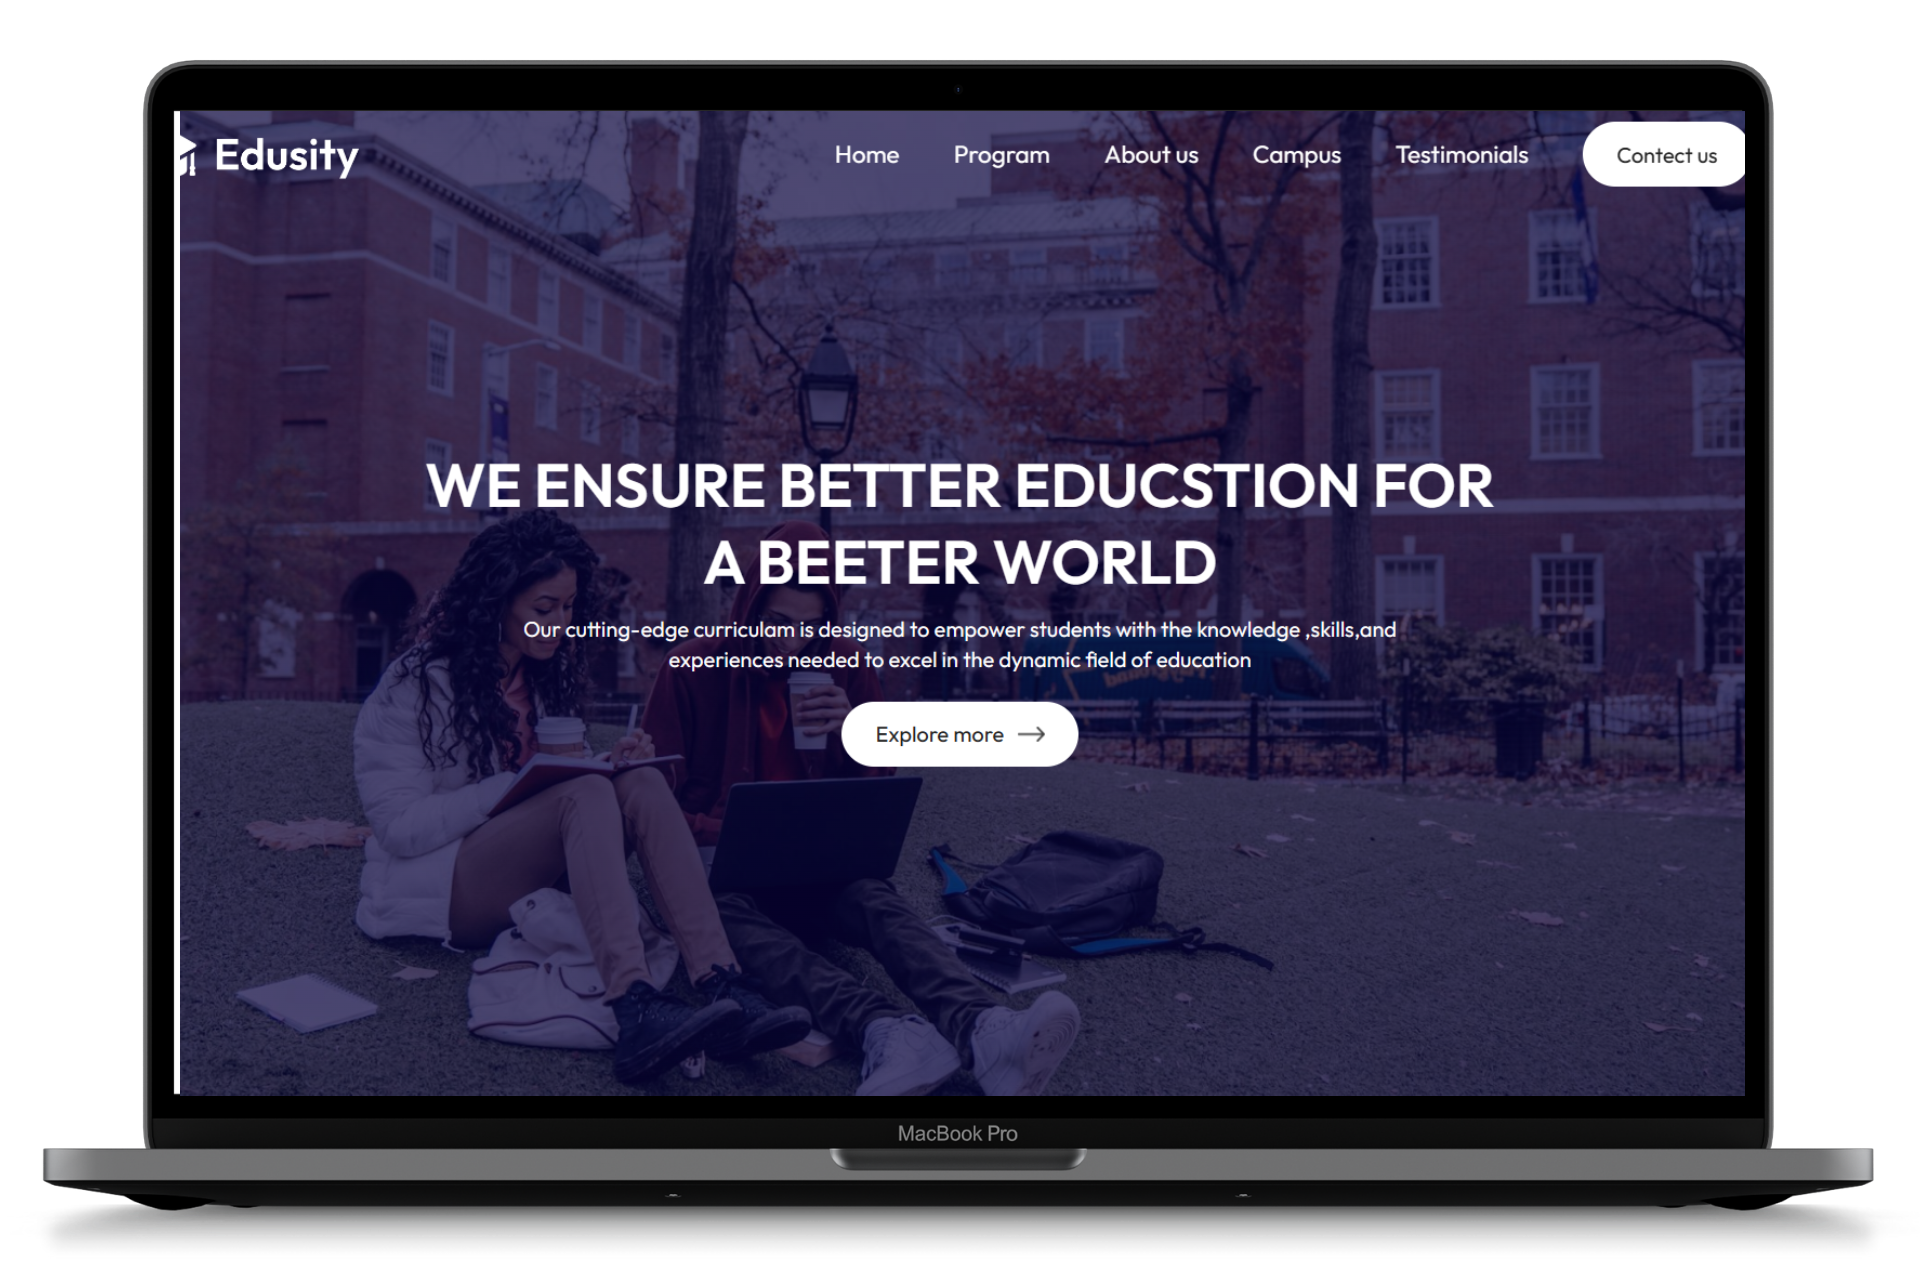 Edusity
Home Program About us Campus Testimonials Contect us
WE ENSURE BETTER EDUCSTION FOR
A BEETER WORLD
Our cutting-edge curriculam is designed to empower students with the knowledge ,skills,and
experiences needed to excel in the dynamic field of education
Explore more
MacBook Pro